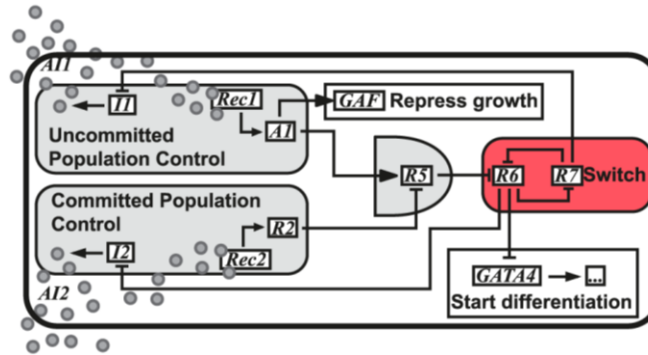 AI1
I1
Rec1
A1
Uncommitted
Population Control
GAF Repress growth
Committed Population
Control
R2
I2
Rec2
AI2
R5
R6
R7
Switch
GATA4
...
Start differentiation